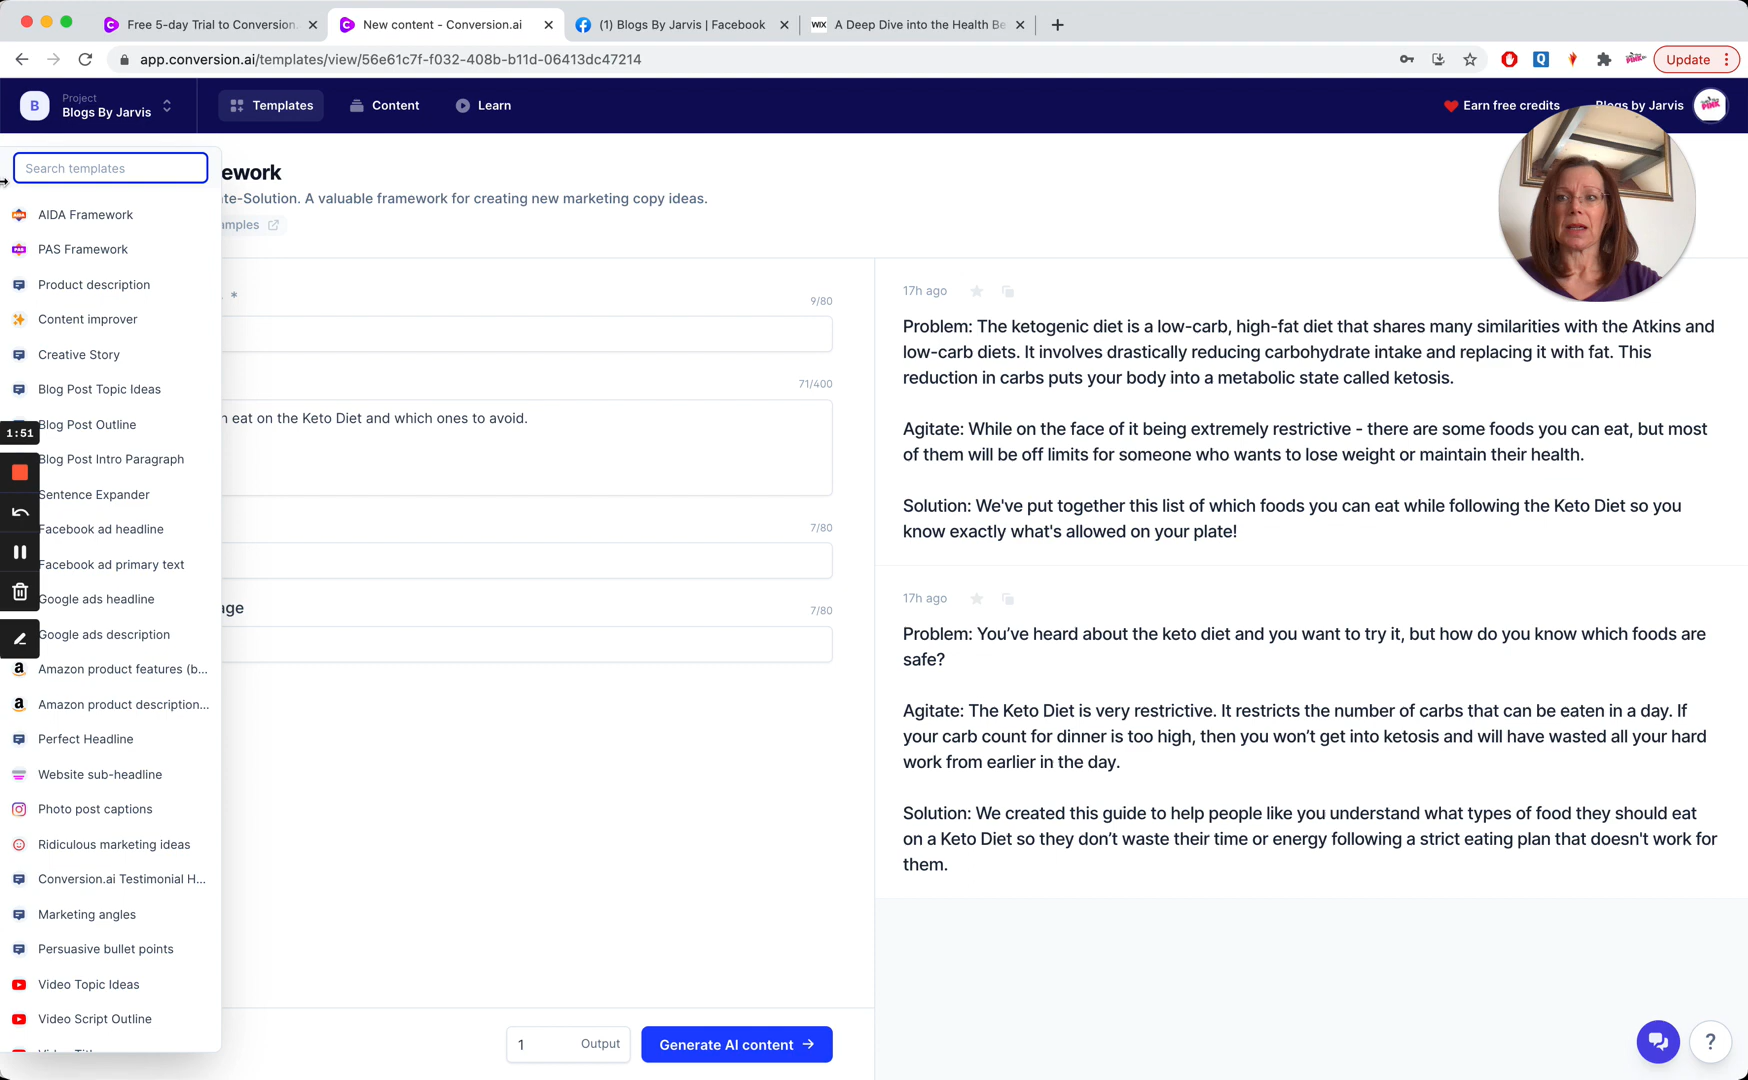 Free 5-day Trial to Conversion.
New content - Conversion.ai
(1) Blogs By Jarvis | Facebook
WIX
A Deep Dive into the Health Be
app.conversion.ai/templates/view/56e61c7f-f032-408b-b11d-06413dc47214
Update
B
Project
Blogs By Jarvis
Templates
Content
Learn
Earn free credits
Blogs by Jarvis
Search templates
ework
te-Solution. A valuable framework for creating new marketing copy ideas.
mples
AIDA Framework
PAS Framework
Product description
Content improver
Creative Story
Blog Post Topic Ideas
Blog Post Outline
1:51
Blog Post Intro Paragraph
Sentence Expander
Facebook ad headline
Facebook ad primary text
Google ads headline
Google ads description
Amazon product features (b...
Amazon product description...
Perfect Headline
Website sub-headline
Photo post captions
Ridiculous marketing ideas
Conversion.ai Testimonial H...
Marketing angles
Persuasive bullet points
Video Topic Ideas
Video Script Outline
*
9/80
71/400
n eat on the Keto Diet and which ones to avoid.
7/80
age
7/80
1
Output
Generate AI content
17h ago
Problem: The ketogenic diet is a low-carb, high-fat diet that shares many similarities with the Atkins and
low-carb diets. It involves drastically reducing carbohydrate intake and replacing it with fat. This
reduction in carbs puts your body into a metabolic state called ketosis.
Agitate: While on the face of it being extremely restrictive - there are some foods you can eat, but most
of them will be off limits for someone who wants to lose weight or maintain their health.
Solution: We've put together this list of which foods you can eat while following the Keto Diet so you
know exactly what's allowed on your plate!
17h ago
Problem: You’ve heard about the keto diet and you want to try it, but how do you know which foods are
safe?
Agitate: The Keto Diet is very restrictive. It restricts the number of carbs that can be eaten in a day. If
your carb count for dinner is too high, then you won’t get into ketosis and will have wasted all your hard
work from earlier in the day.
Solution: We created this guide to help people like you understand what types of food they should eat
on a Keto Diet so they don’t waste their time or energy following a strict eating plan that doesn't work for
them.
?